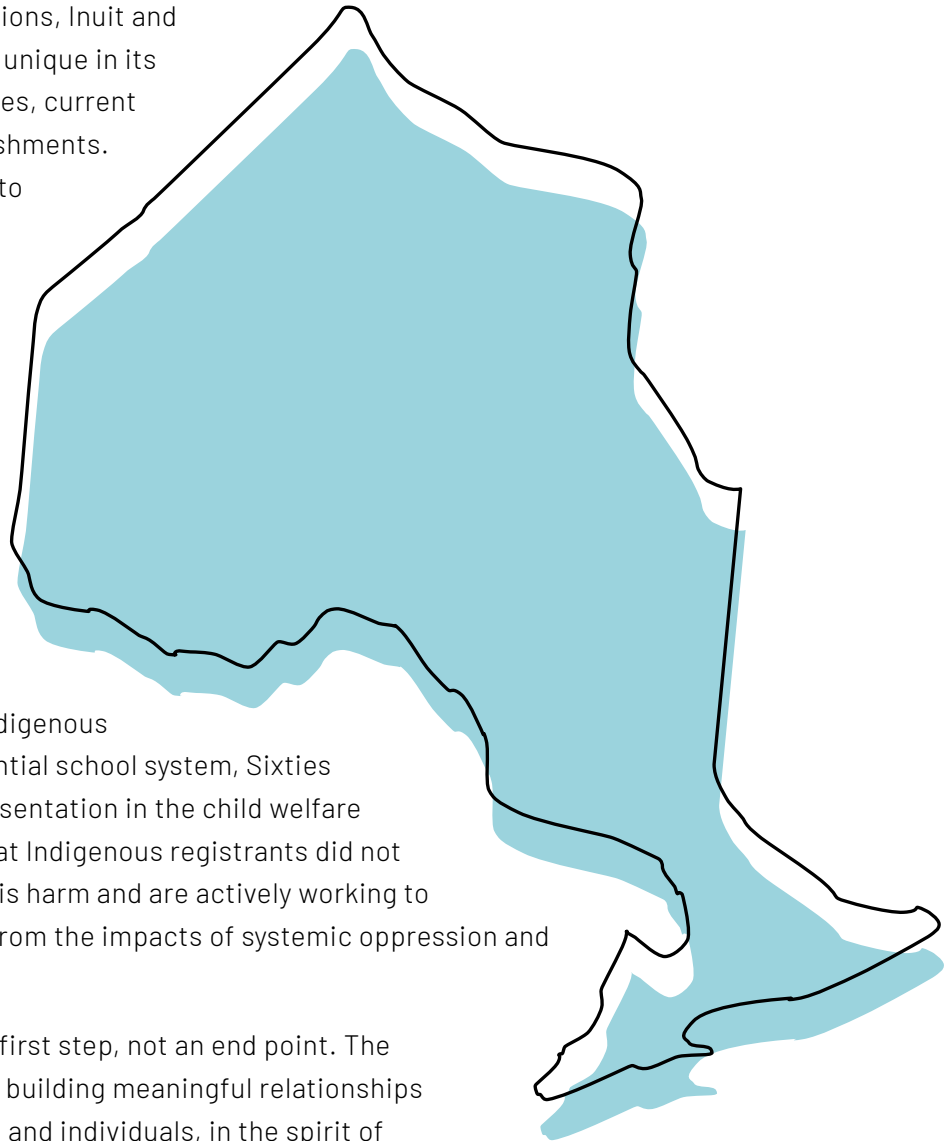 ions, Inuit and
unique in its
es, current
shments.
to
digenous
ntial school system, Sixties
sentation in the child welfare
at Indigenous registrants did not
is harm and are actively working to
from the impacts of systemic oppression and
first step, not an end point. The
building meaningful relationships
and individuals, in the spirit of